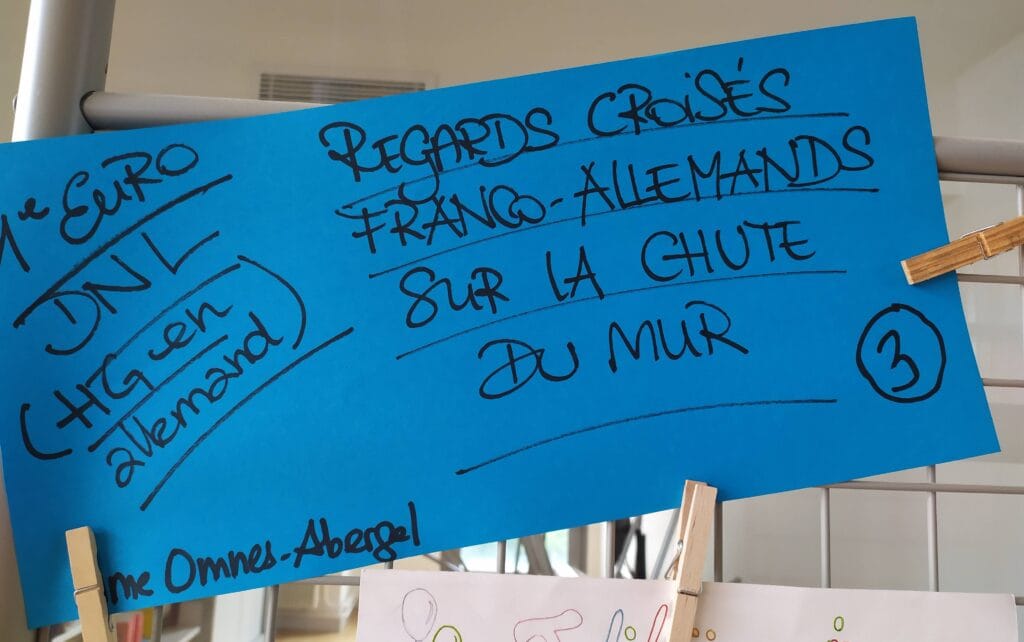 1e EURO
DNL
(HG en
allemand)
REGARDS CROISÉS
FRANCO-ALLEMANDS
SUR LA CHUTE
DU MUR
3
me Omnes-Abergel